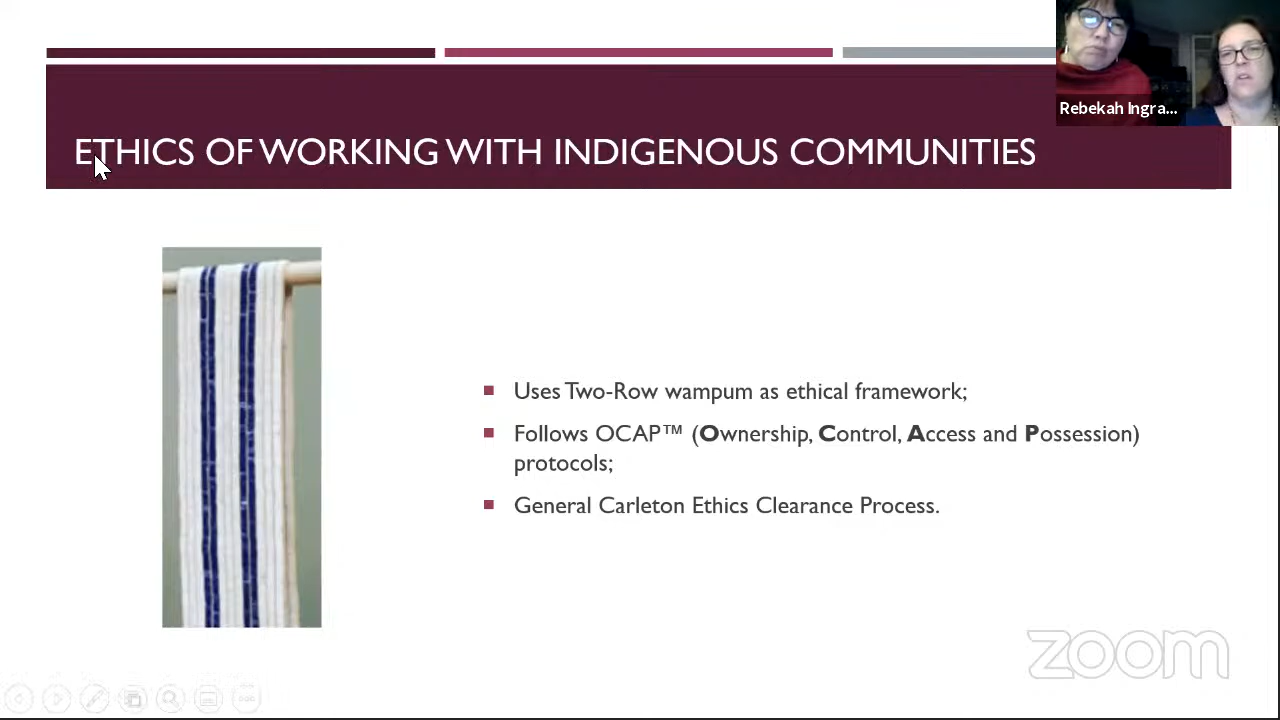 Rebekah Ingra...
ETHICS OF WORKING WITH INDIGENOUS COMMUNITIES
Uses Two-Row wampum as ethical framework;
Follows OCAP™ (Ownership, Control, Access and Possession)
protocols;
General Carleton Ethics Clearance Process.
zoom